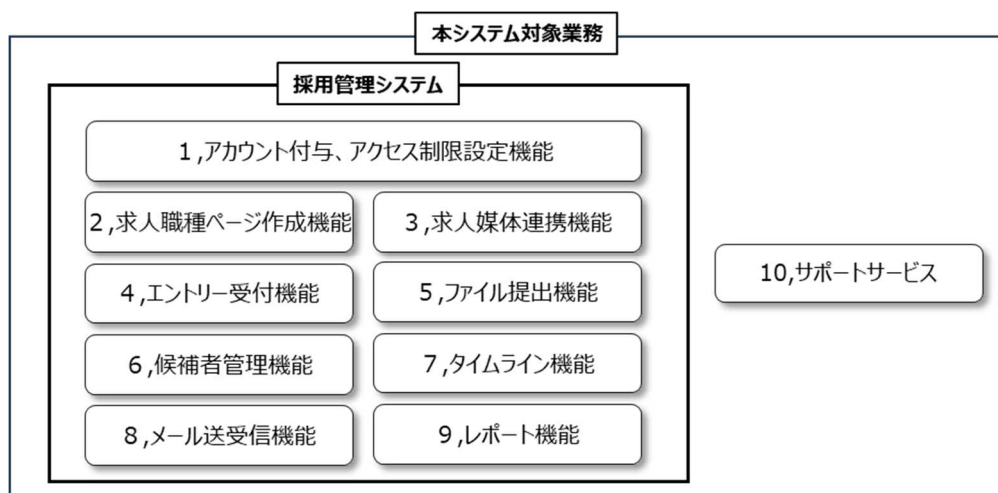 本システム対象業務
採用管理システム
1,アカウント付与、アクセス制限設定機能
2,求人職種ページ作成機能
3,求人媒体連携機能
4,エントリー受付機能
5,ファイル提出機能
10,サポートサービス
6,候補者管理機能
7,タイムライン機能
8,メール送受信機能
9,レポート機能